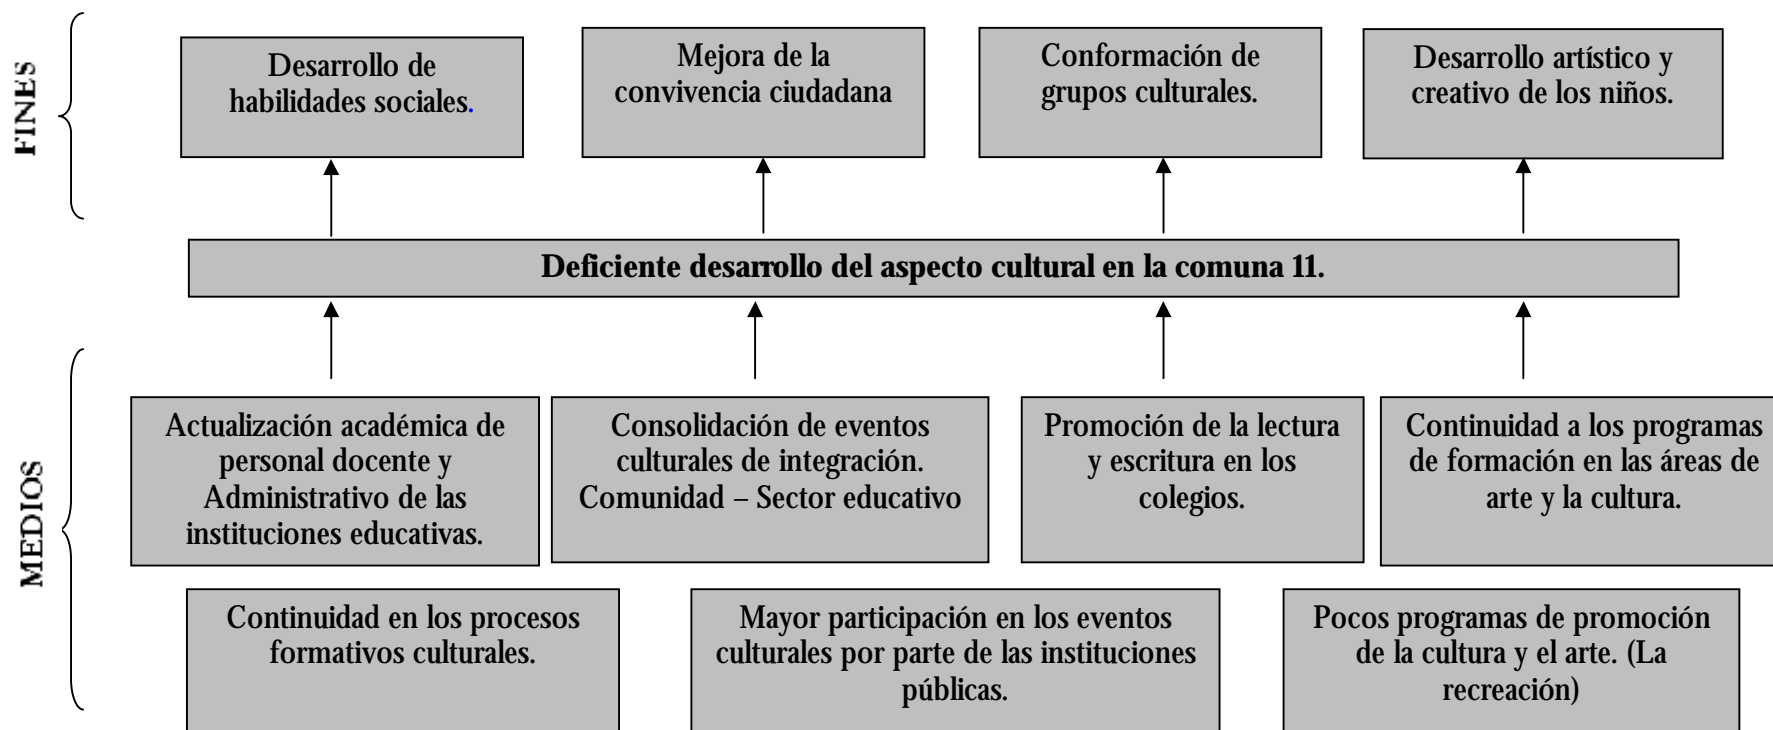 FINES
Desarrollo de
habilidades sociales.
Mejora de la
convivencia ciudadana
Conformación de
grupos culturales.
Desarrollo artístico y
creativo de los niños.
Deficiente desarrollo del aspecto cultural en la comuna 11.
MEDIOS
Actualización académica de
personal docente y
Administrativo de las
instituciones educativas.
Consolidación de eventos
culturales de integración.
Comunidad – Sector educativo
Promoción de la lectura
y escritura en los
colegios.
Continuidad a los programas
de formación en las áreas de
arte y la cultura.
Continuidad en los procesos
formativos culturales.
Mayor participación en los eventos
culturales por parte de las instituciones
públicas.
Pocos programas de promoción
de la cultura y el arte. (La
recreación)